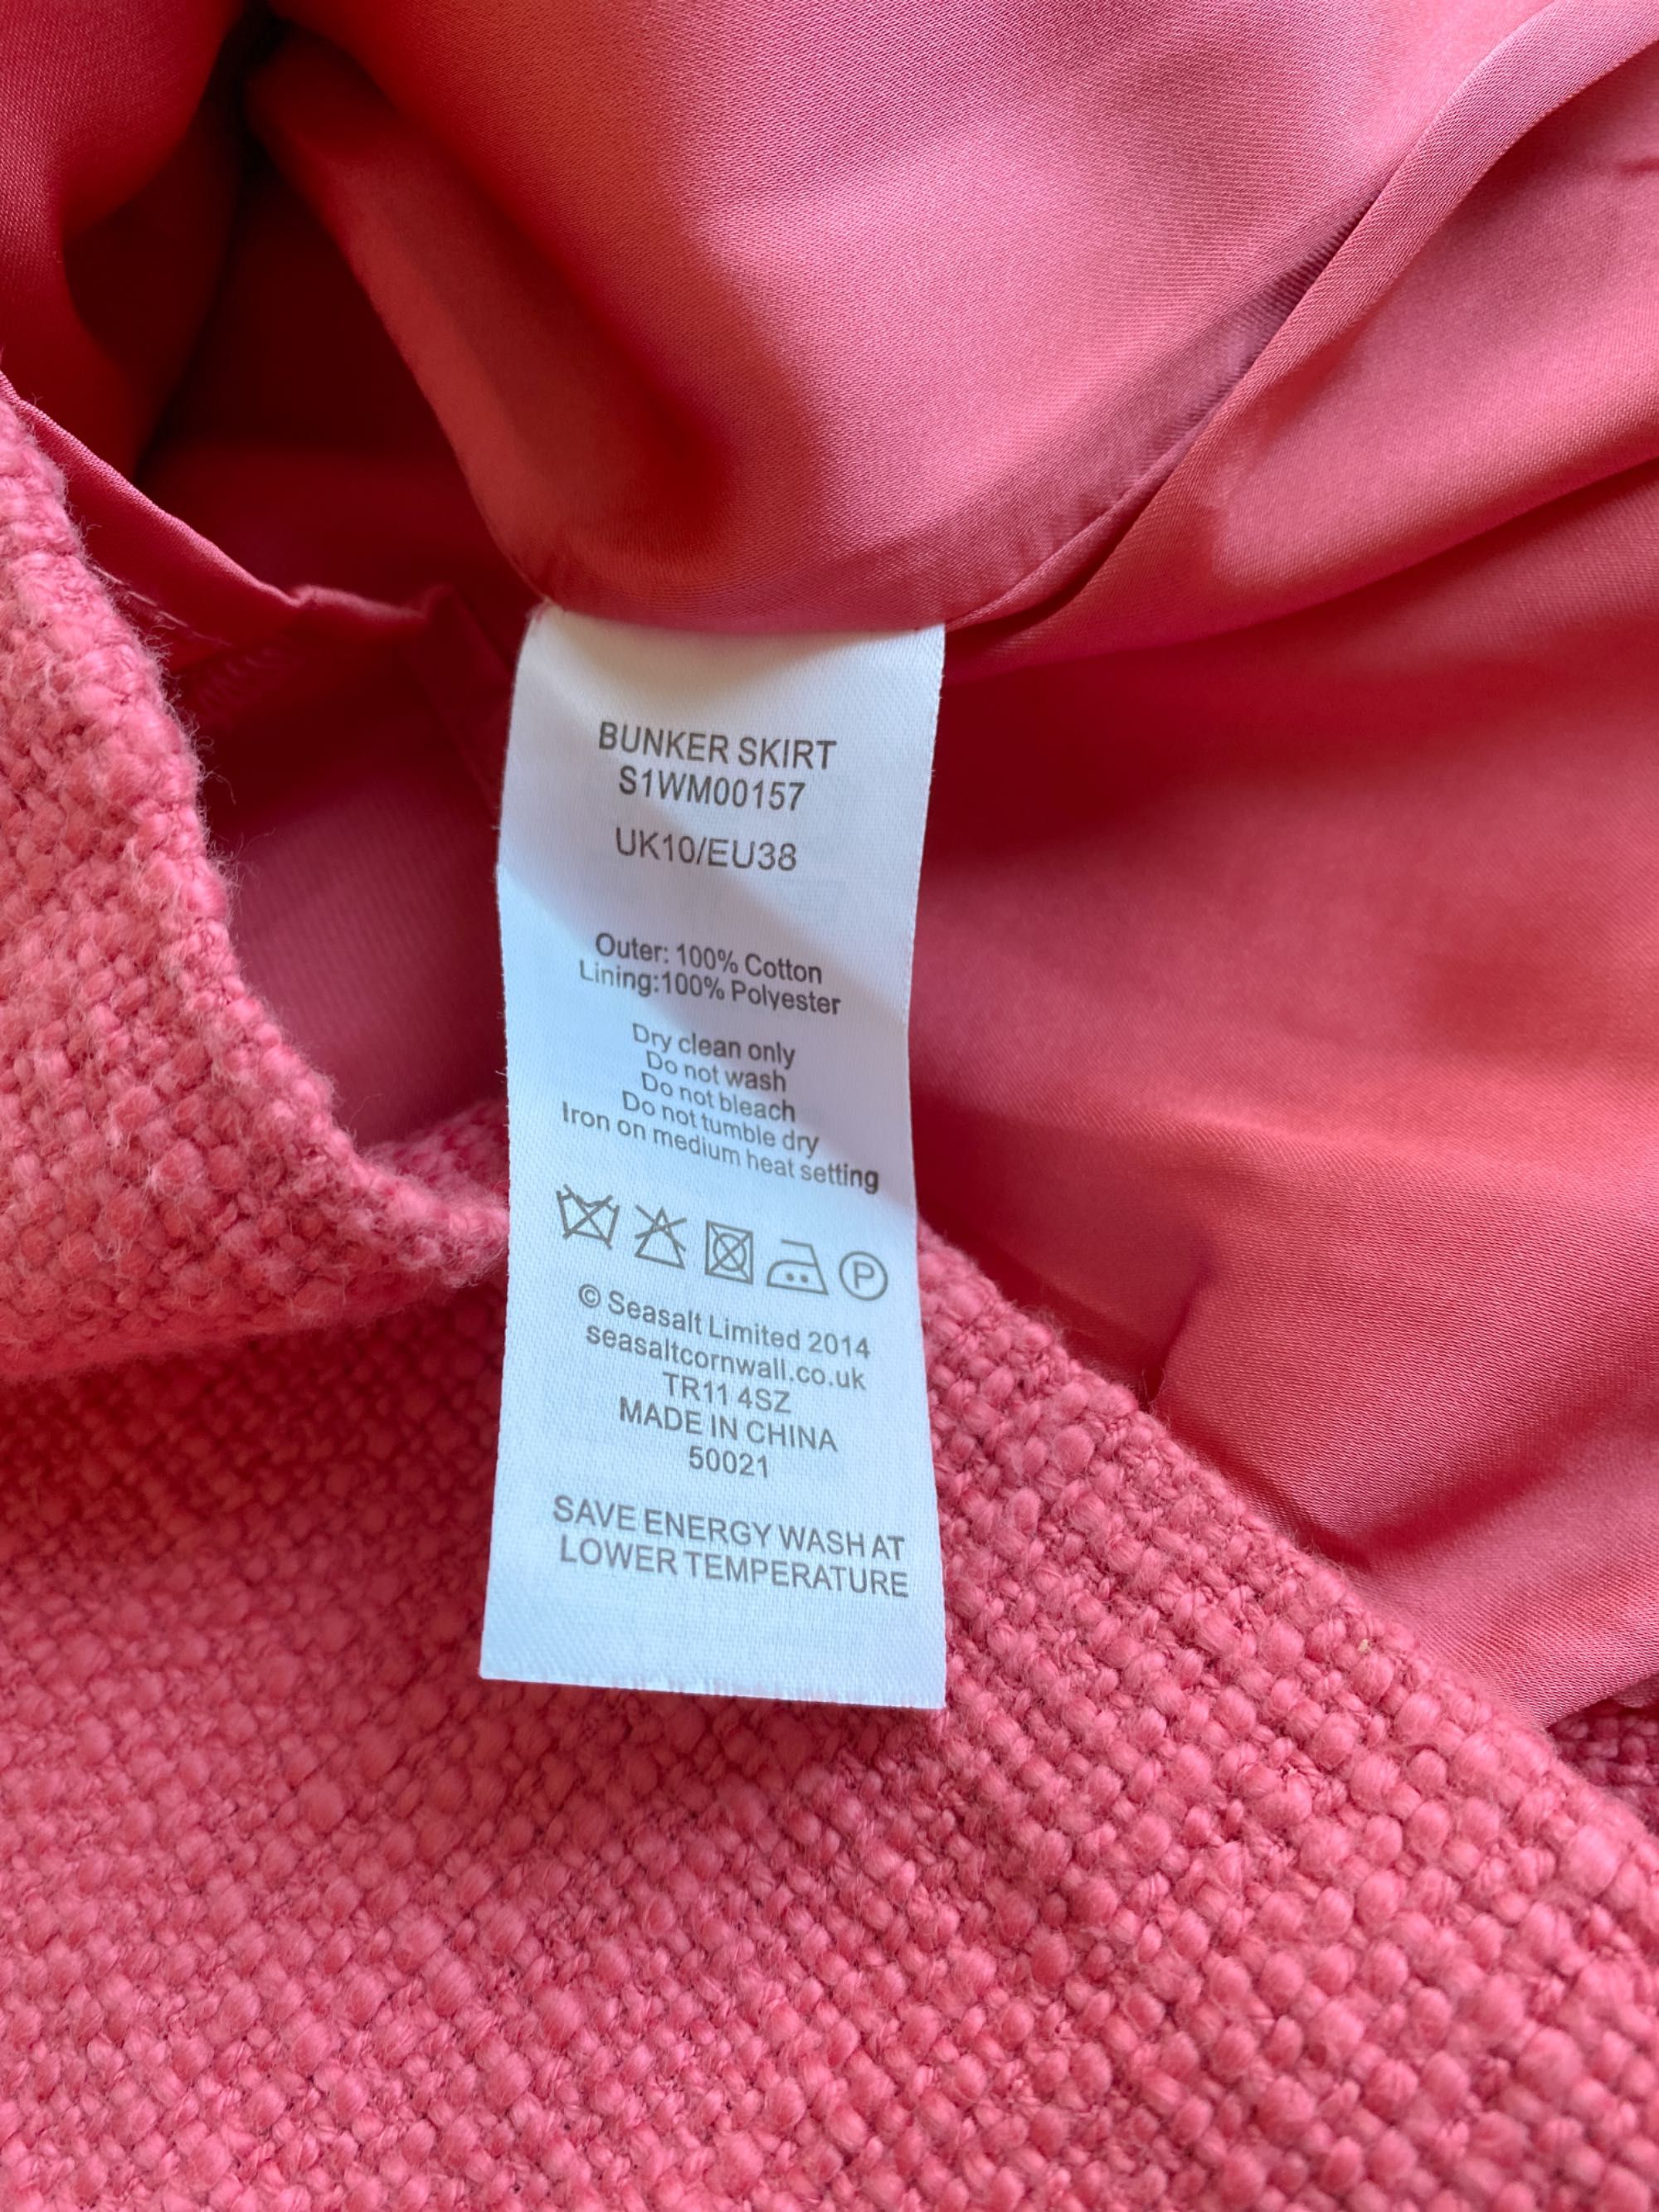 BUNKER SKIRT
S1WM00157
UK10/EU38
Outer: 100% Cotton
Lining:100% Polyester
Dry clean only
Do not wash
Do not bleach
Do not tumble dry
Iron on medium heat setting
P
© Seasalt Limited 2014
seasaltcornwall.co.uk
TR11 4SZ
MADE IN CHINA
50021
SAVE ENERGY WASH AT
LOWER TEMPERATURE